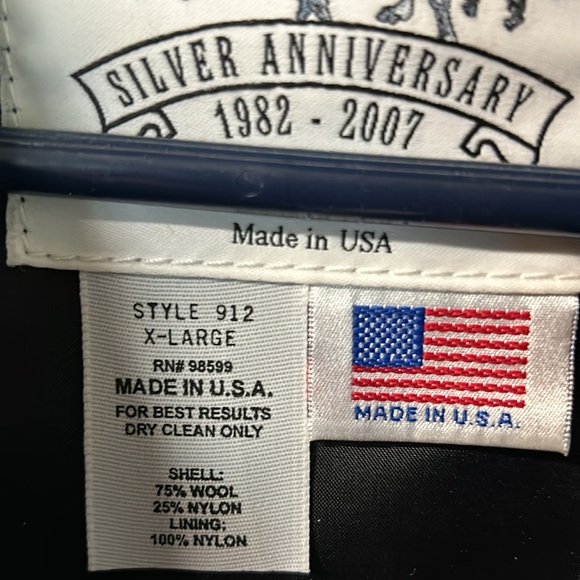 SILVER ANNIVERSARY
1982 - 2007
Made in USA
STYLE 912
X-LARGE
RN# 98599
MADE IN U.S.A.
FOR BEST RESULTS
DRY CLEAN ONLY
SHELL:
75% WOOL
25% NYLON
LINING:
100% NYLON
MADE IN U.S.A.